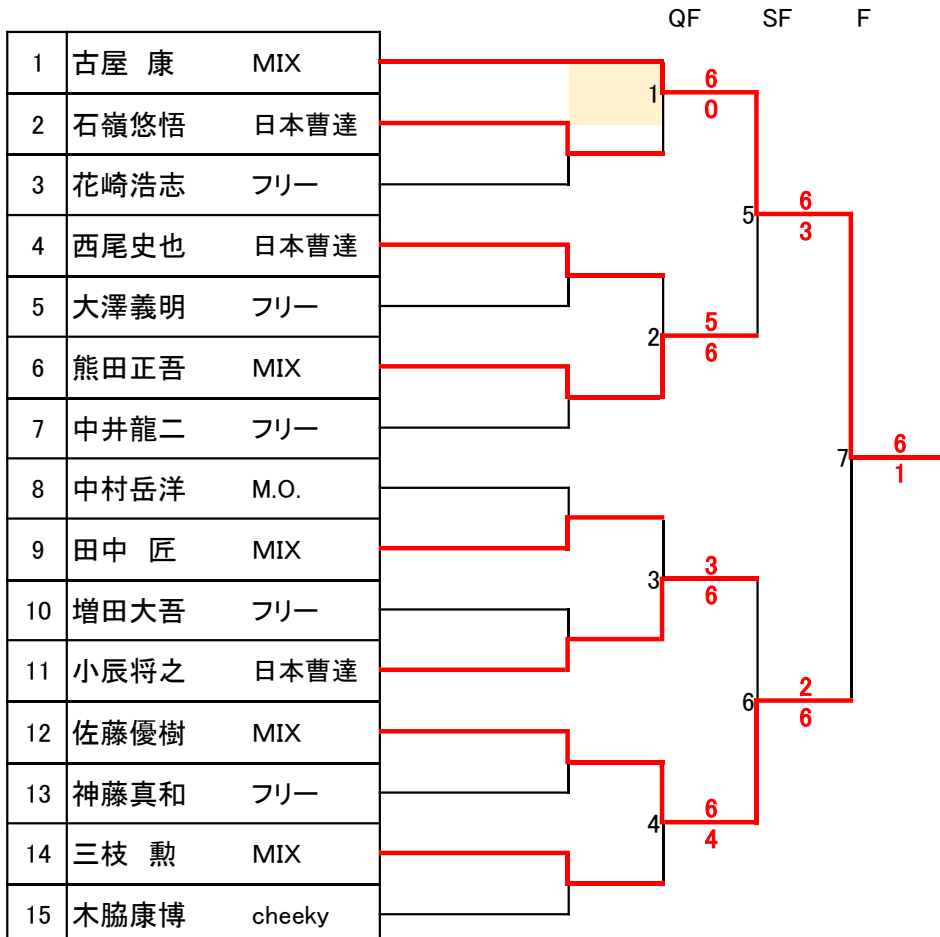 QF SF F
1 古屋 康 MIX
2 石嶺悠悟 日本曹達
3 花崎浩志 フリー
4 西尾史也 日本曹達
5 大澤義明 フリー
6 熊田正吾 MIX
7 中井龍二 フリー
8 中村岳洋 M.O.
9 田中 匠 MIX
10 増田大吾 フリー
11 小辰将之 日本曹達
12 佐藤優樹 MIX
13 神藤真和 フリー
14 三枝 勲 MIX
15 木脇康博 cheeky
1
6
0
2
5
6
3
3
6
4
6
4
5
6
3
6
2
6
7
6
1